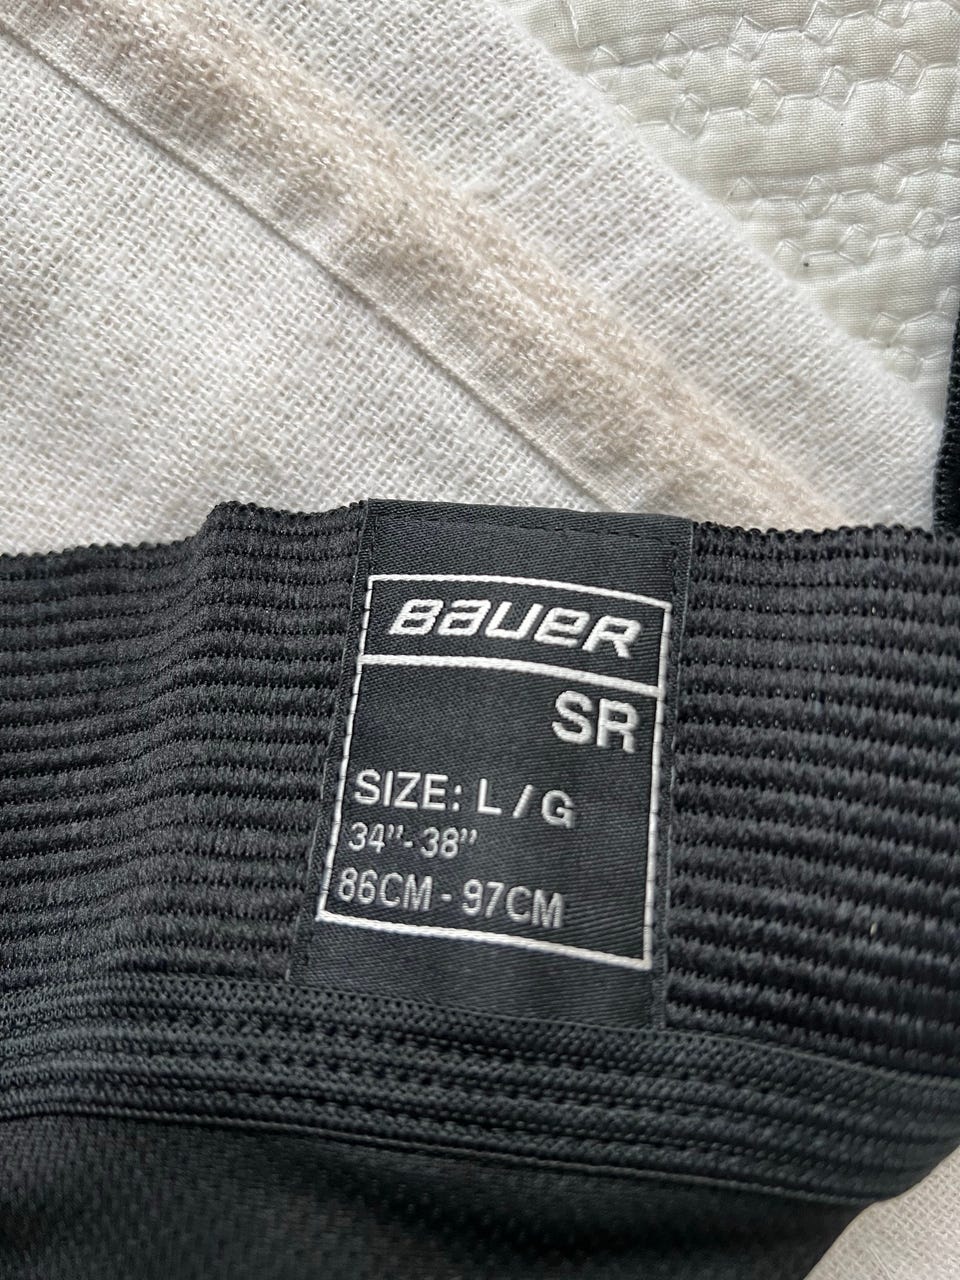 BAUER
SR
SIZE: L / G
34"-38"
86CM - 97CM